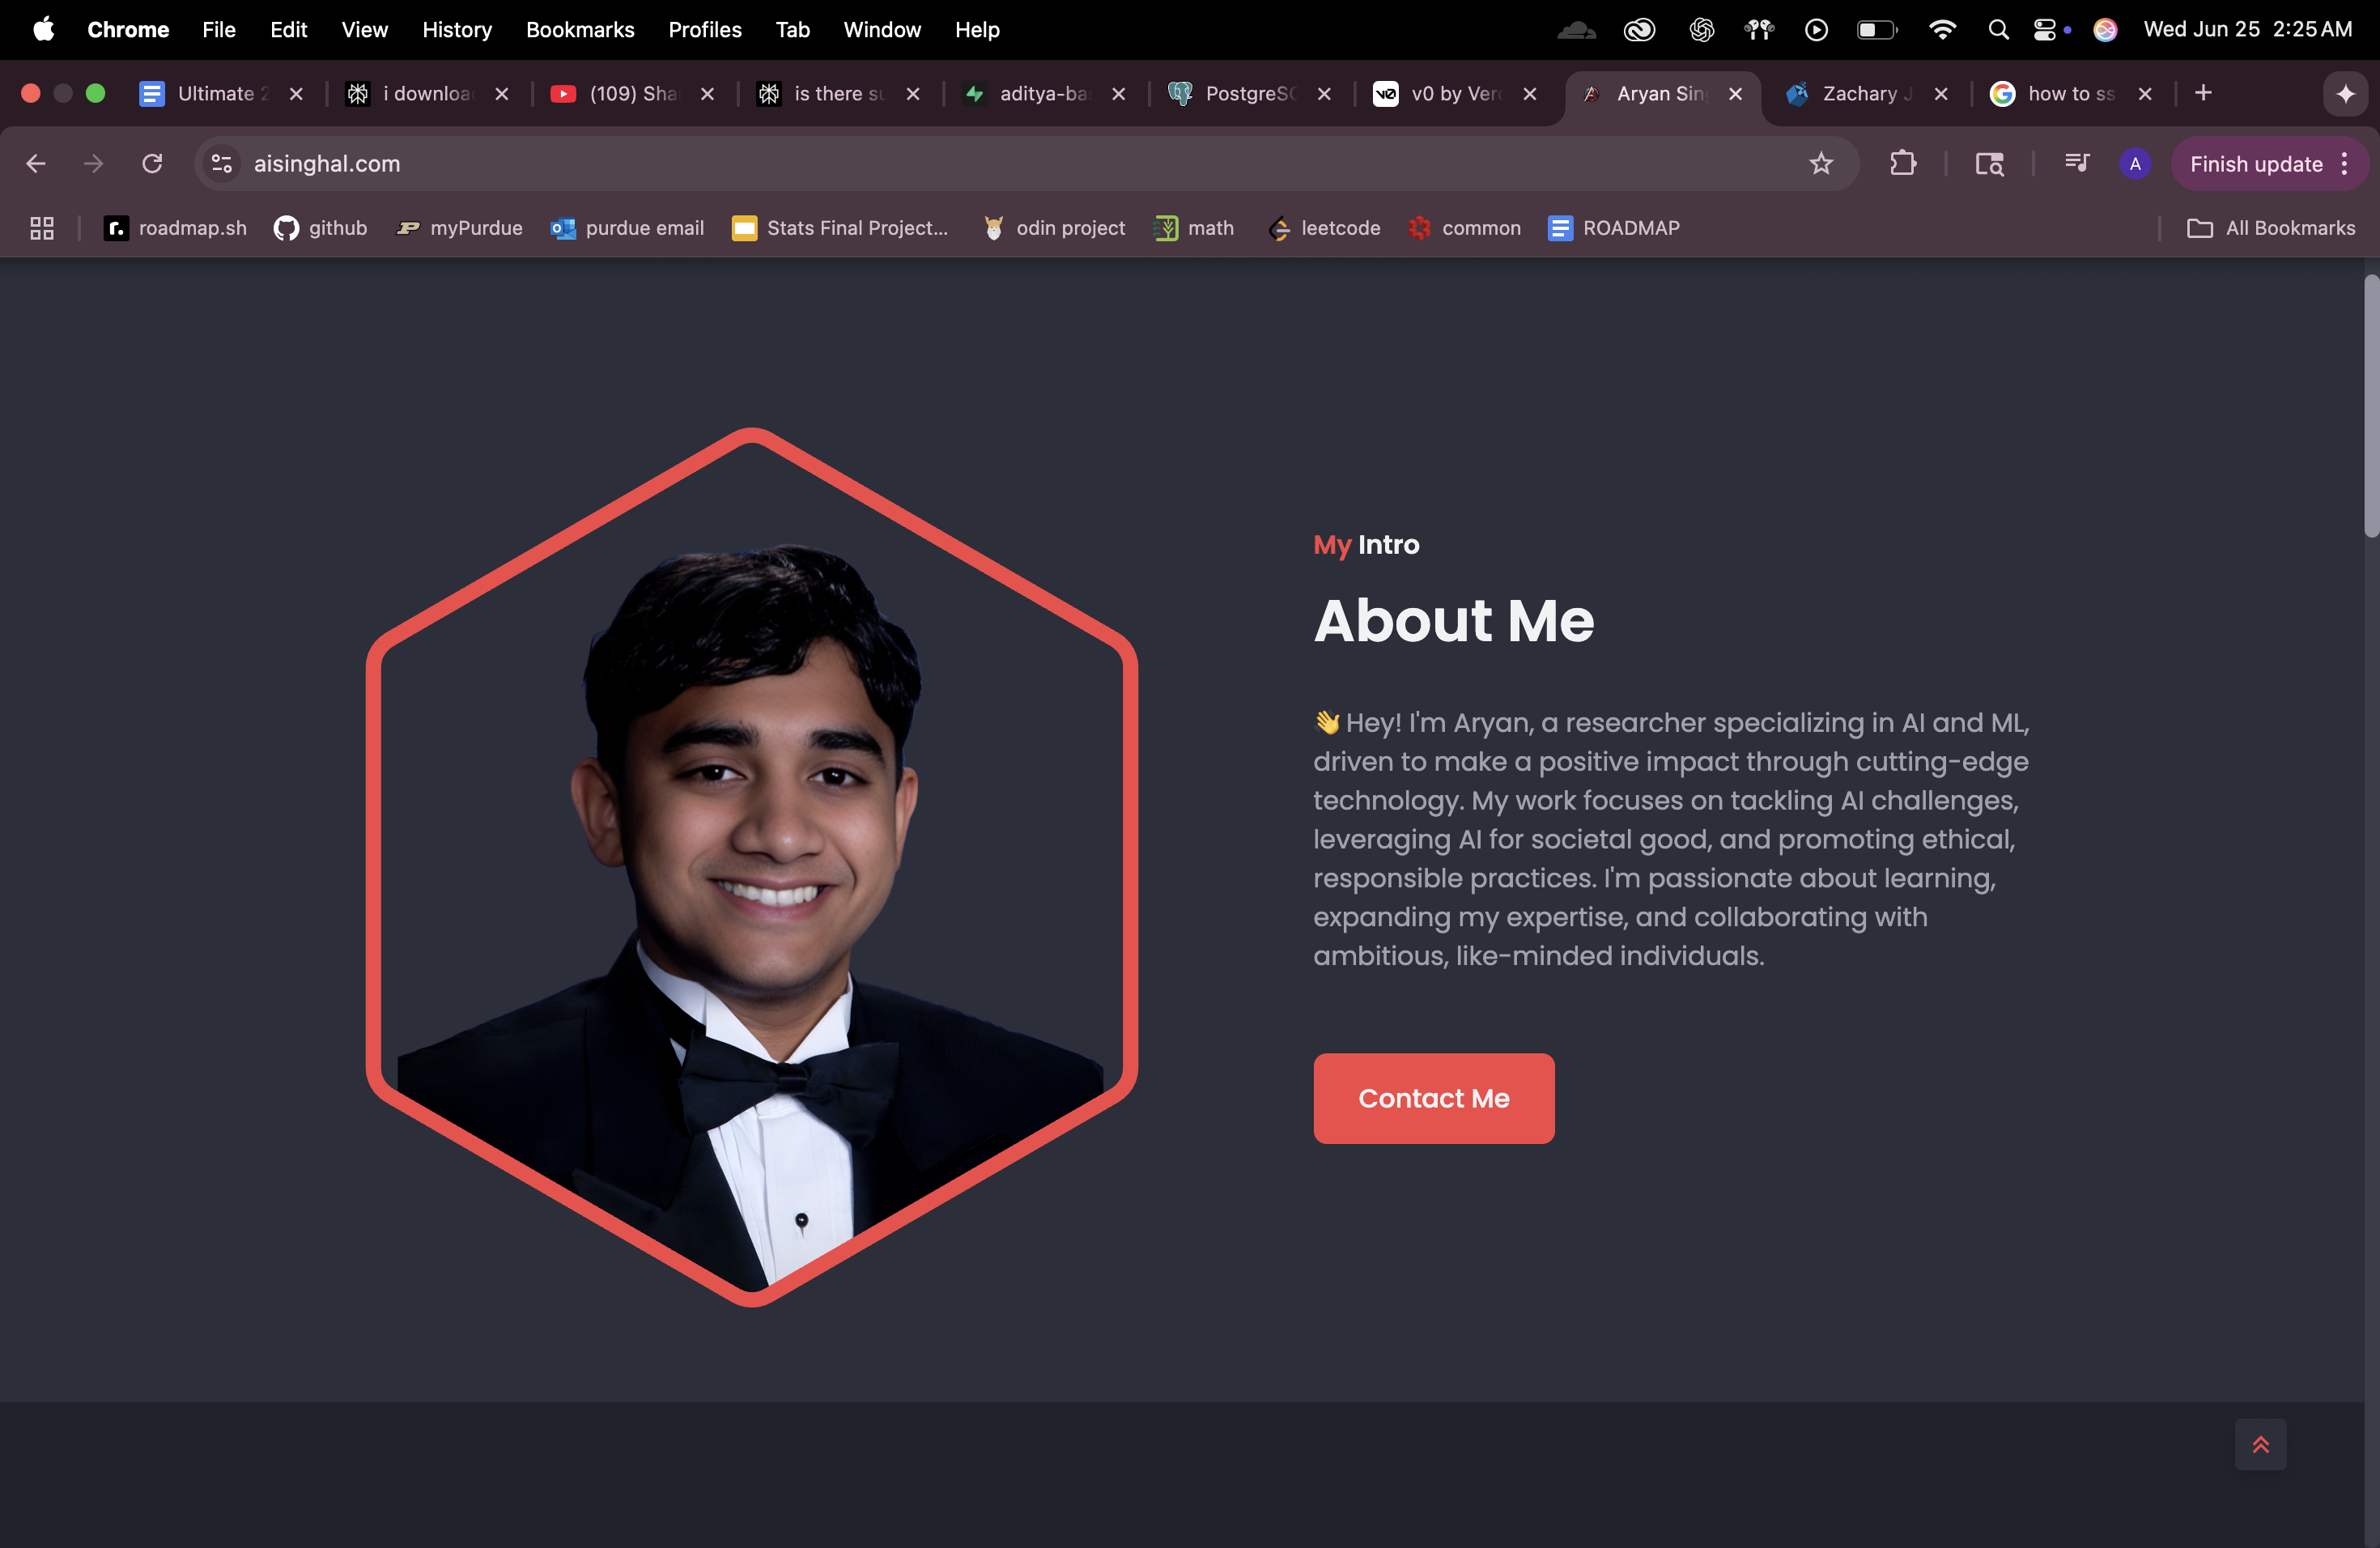 Chrome File Edit View History Bookmarks Profiles Tab Window Help Wed Jun 25 2:25 AM
Ultimate 2 i downloa (109) Sha is there su aditya-ba PostgreSQ v0 by Verc Aryan Sin Zachary J how to ss
aisinghal.com A Finish update
roadmap.sh github myPurdue purdue email Stats Final Project... odin project math leetcode common ROADMAP All Bookmarks
My Intro
About Me
👋 Hey! I'm Aryan, a researcher specializing in AI and ML,
driven to make a positive impact through cutting-edge
technology. My work focuses on tackling AI challenges,
leveraging AI for societal good, and promoting ethical,
responsible practices. I'm passionate about learning,
expanding my expertise, and collaborating with
ambitious, like-minded individuals.
Contact Me